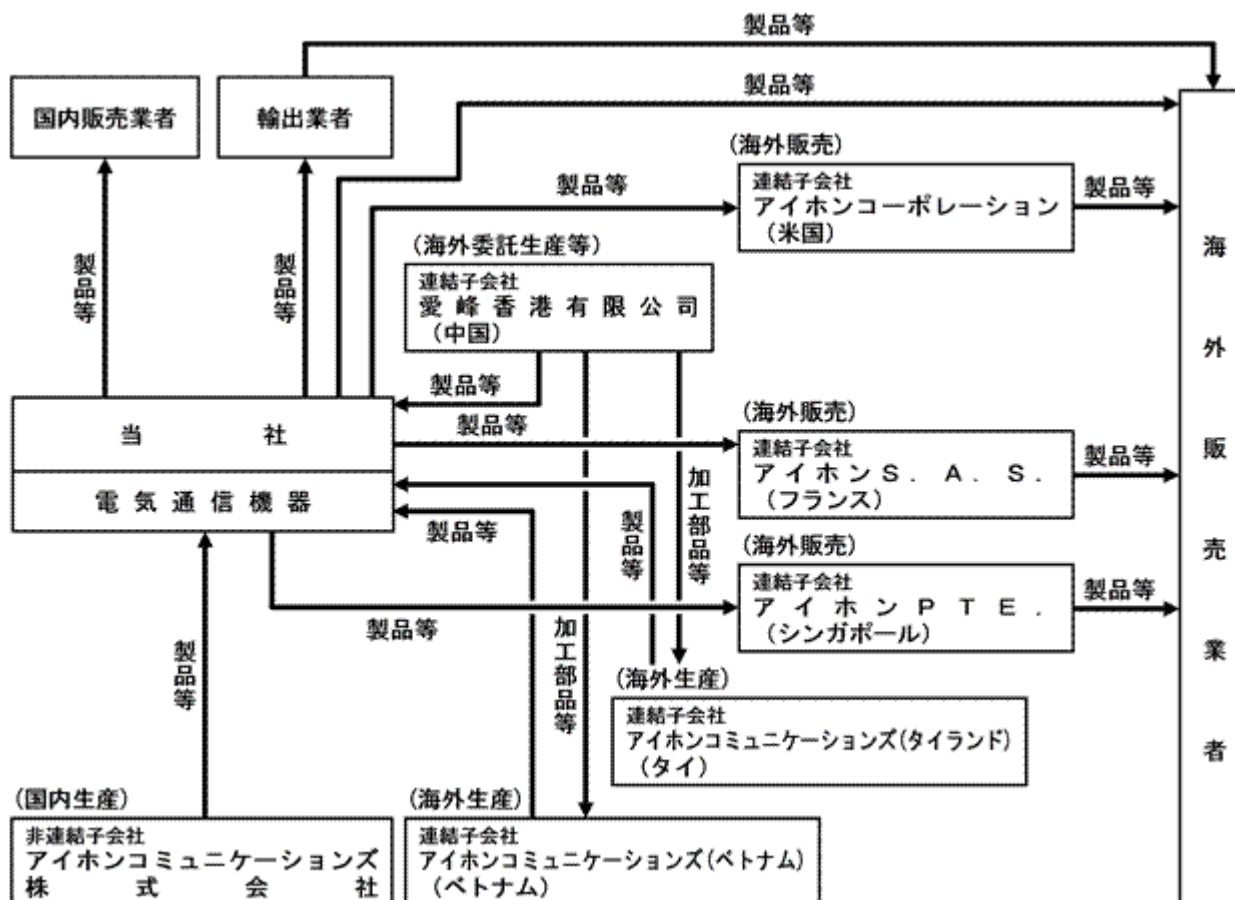 製品等
国内販売業者
輸出業者
製品等
(海外販売)
連結子会社
アイホンコーポレーション
(米国)
製品等
製品等
(海外委託生産等)
連結子会社
愛峰香港有限公司
(中国)
製品等
製品等
製品等
当社
電気通信機器
製品等
(海外販売)
連結子会社
アイホンS.A.S.
(フランス)
製品等
製品等
製品等
加工部品等
(海外販売)
連結子会社
アイホンPTE.
(シンガポール)
製品等
製品等
製品等
加工部品等
(海外生産)
連結子会社
アイホンコミュニケーションズ(タイランド)
(タイ)
(国内生産)
非連結子会社
アイホンコミュニケーションズ
株式会社
(海外生産)
連結子会社
アイホンコミュニケーションズ(ベトナム)
(ベトナム)
海外販売業者